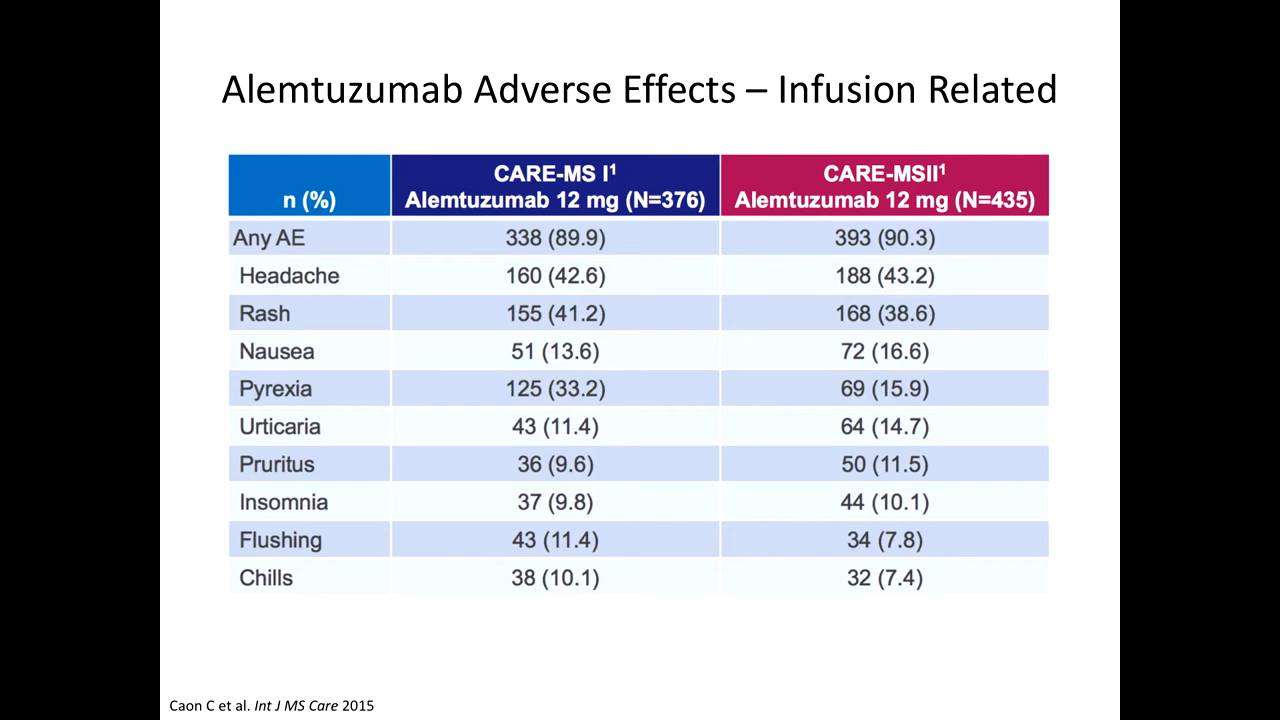 Alemtuzumab Adverse Effects – Infusion Related
n (%)
CARE-MS I¹
Alemtuzumab 12 mg (N=376)
CARE-MSII¹
Alemtuzumab 12 mg (N=435)
Any AE 338 (89.9) 393 (90.3)
Headache 160 (42.6) 188 (43.2)
Rash 155 (41.2) 168 (38.6)
Nausea 51 (13.6) 72 (16.6)
Pyrexia 125 (33.2) 69 (15.9)
Urticaria 43 (11.4) 64 (14.7)
Pruritus 36 (9.6) 50 (11.5)
Insomnia 37 (9.8) 44 (10.1)
Flushing 43 (11.4) 34 (7.8)
Chills 38 (10.1) 32 (7.4)
Caon C et al. Int J MS Care 2015